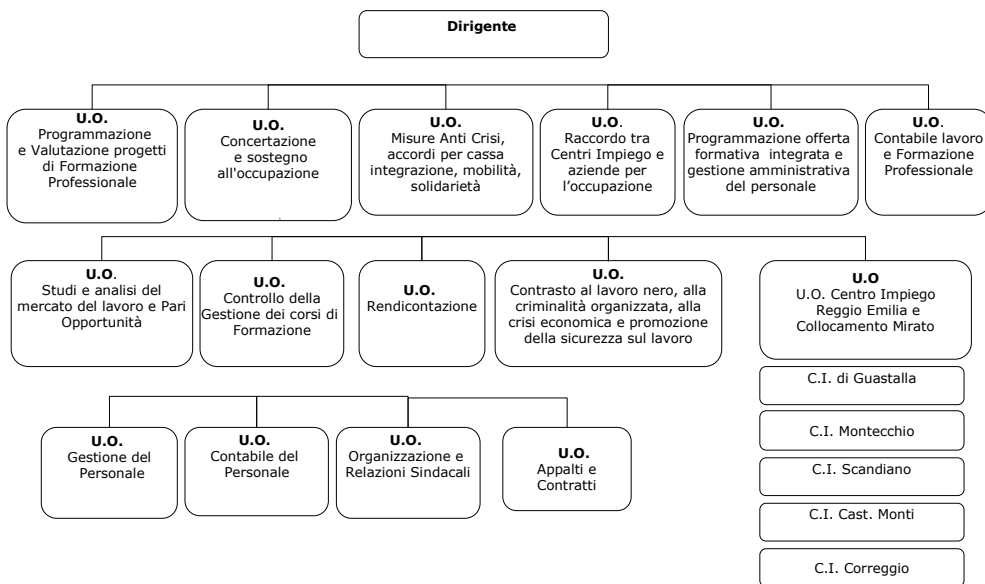 Dirigente
U.O.
Programmazione
e Valutazione progetti
di Formazione
Professionale
U.O.
Concertazione
e sostegno
all'occupazione
.
U.O.
Misure Anti Crisi,
accordi per cassa
integrazione, mobilità,
solidarietà
U.O.
Raccordo tra
Centri Impiego e
aziende per
l’occupazione
U.O.
Programmazione offerta
formativa integrata e
gestione amministrativa
del personale
U.O.
Contabile lavoro
e Formazione
Professionale
U.O.
Studi e analisi del
mercato del lavoro e Pari
Opportunità
U.O.
Controllo della
Gestione dei corsi di
Formazione
U.O.
Rendicontazione
U.O.
Contrasto al lavoro nero, alla
criminalità organizzata, alla
crisi economica e promozione
della sicurezza sul lavoro
U.O
U.O. Centro Impiego
Reggio Emilia e
Collocamento Mirato
C.I. di Guastalla
C.I. Montecchio
C.I. Scandiano
C.I. Cast. Monti
C.I. Correggio
U.O.
Gestione del
Personale
U.O.
Contabile del
Personale
U.O.
Organizzazione e
Relazioni Sindacali
U.O.
Appalti e
Contratti